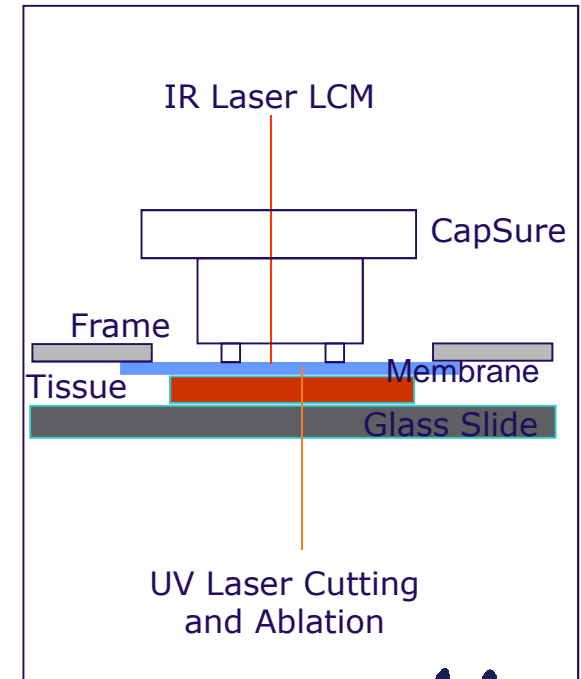 IR Laser LCM
CapSure
Frame
Membrane
Tissue
Glass Slide
UV Laser Cutting
and Ablation